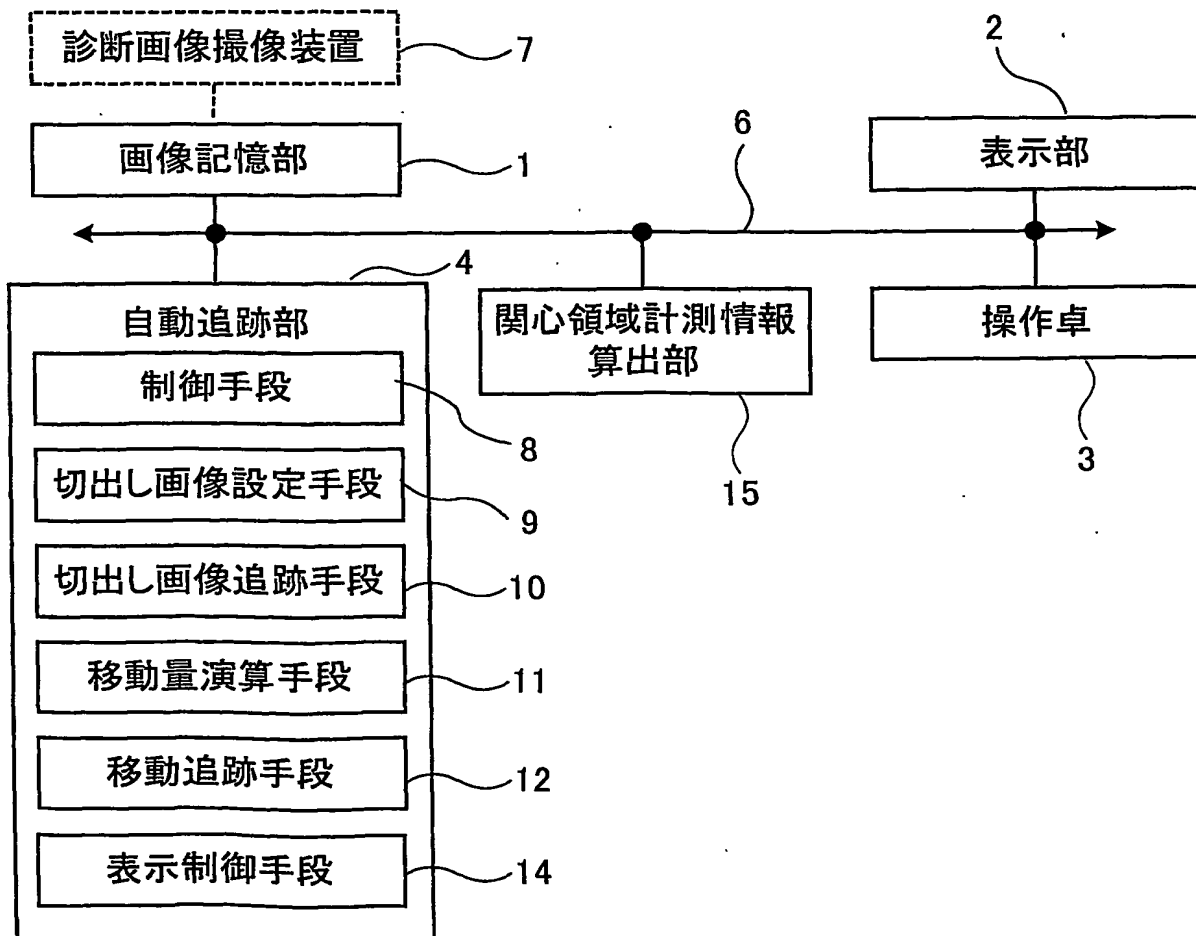 診断画像撮像装置
7
2
画像記憶部
1
6
表示部
4
自動追跡部
関心領域計測情報
算出部
操作卓
制御手段
8
15
3
切出し画像設定手段
9
切出し画像追跡手段
10
移動量演算手段
11
移動追跡手段
12
表示制御手段
14